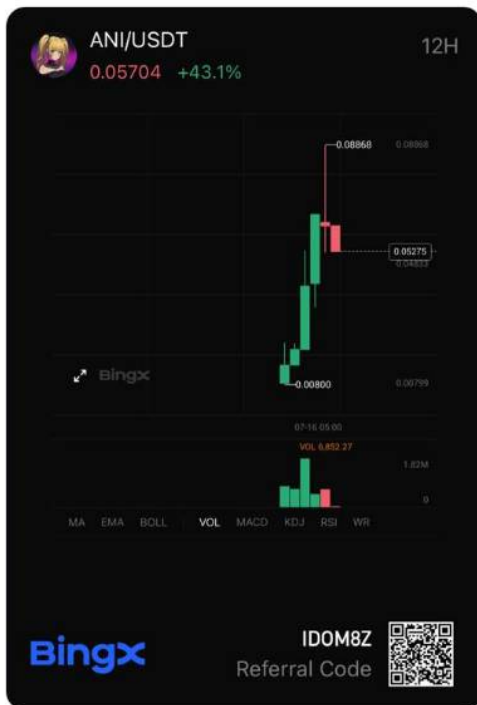 ANI/USDT
12H
0.05704 +43.1%
0.08868 0.08868
0.05275
0.04833
BingX
0.00800 0.00799
07-16 05:00
VOL 6,852.27
1.82M
0
MA EMA BOLL VOL MACD KDJ RSI WR
IDOM8Z
BingX
Referral Code